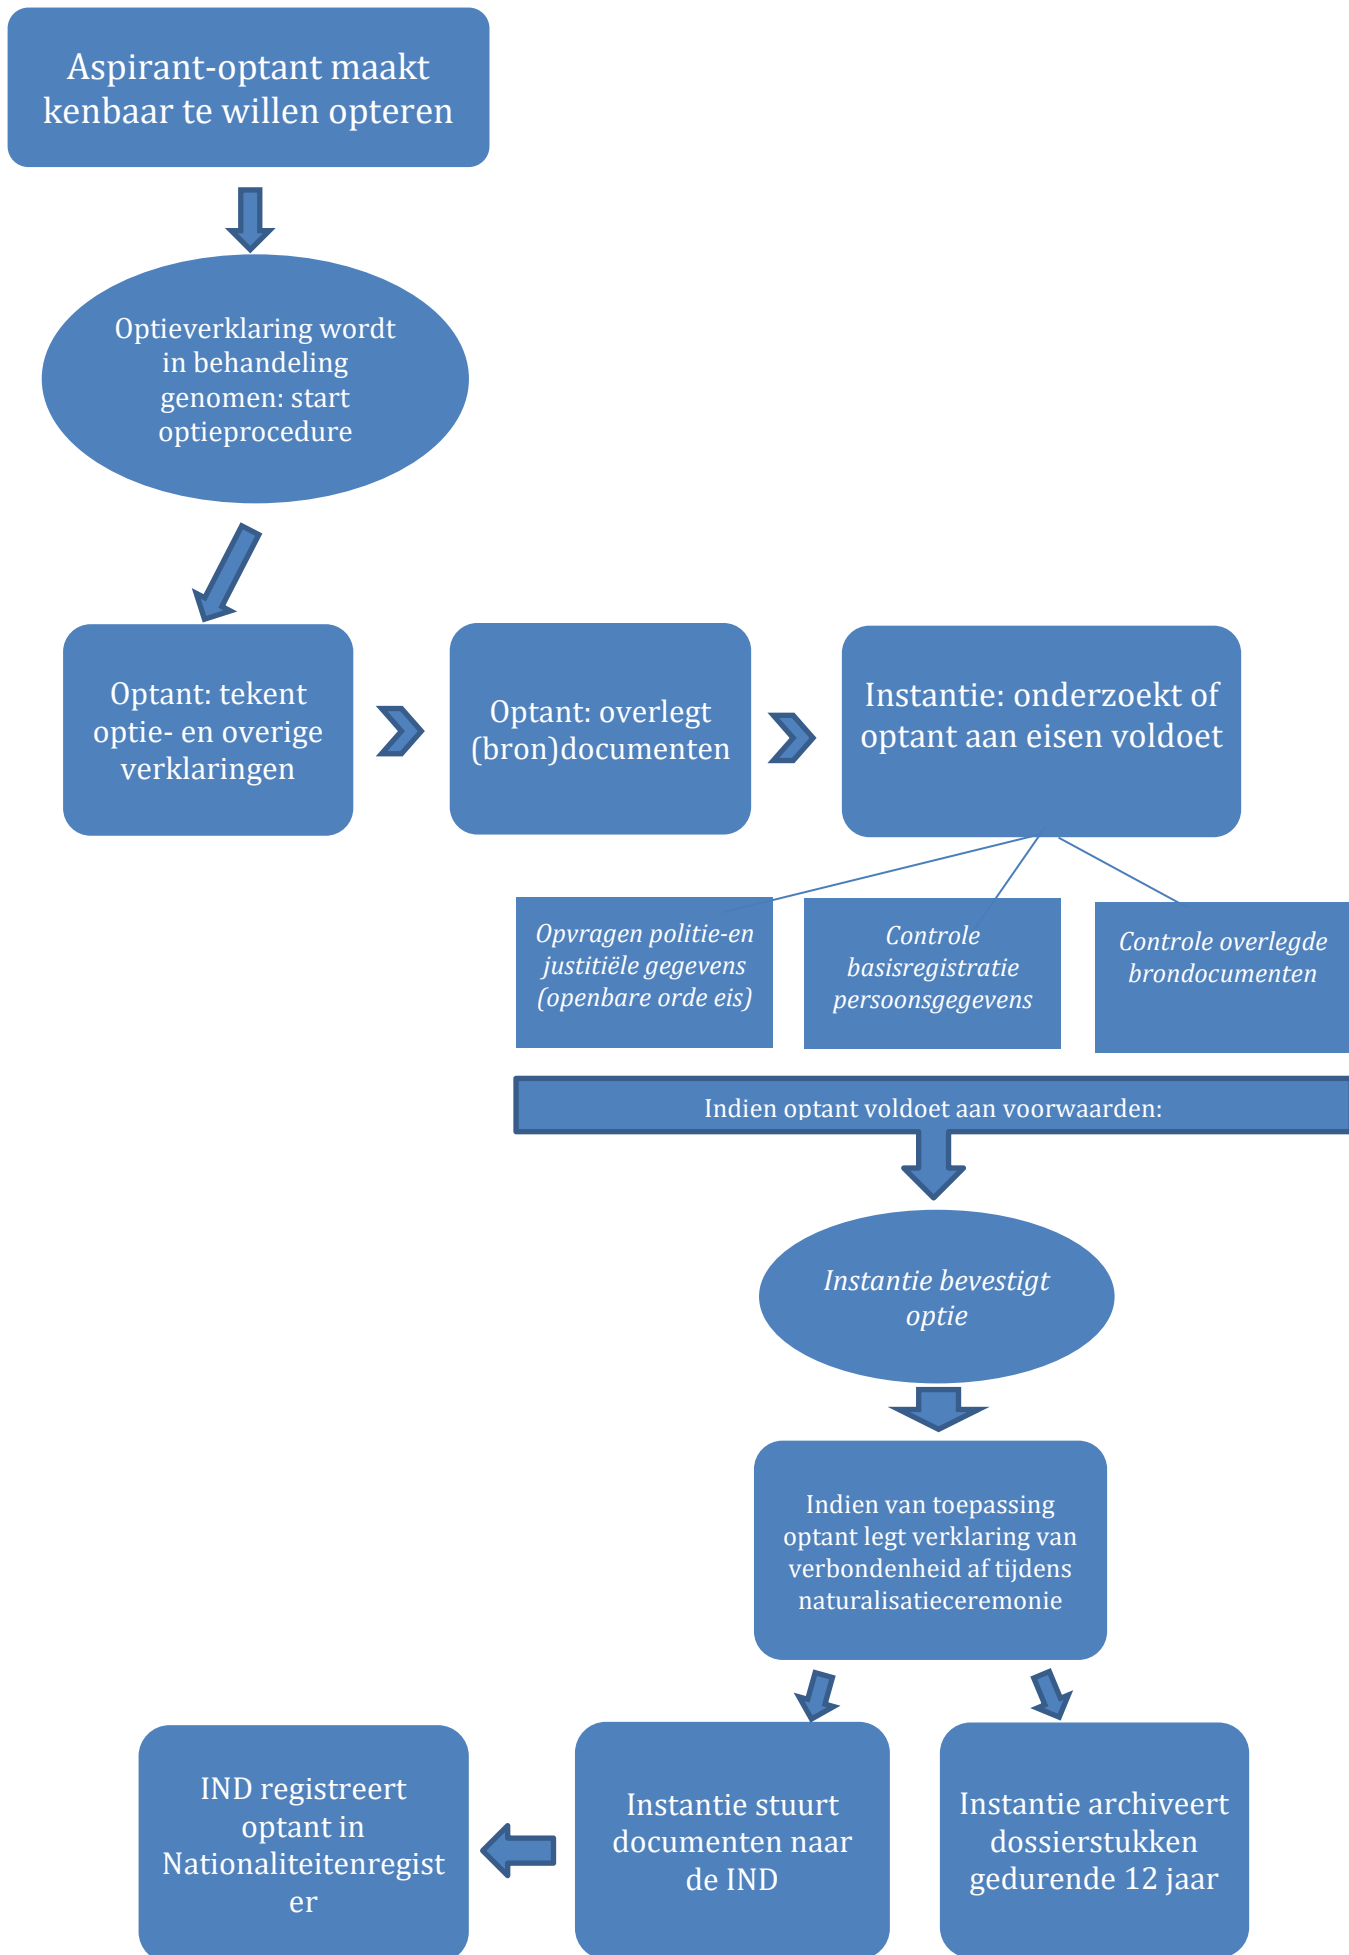 Aspirant-optant maakt
kenbaar te willen opteren
Optieverklaring wordt
in behandeling
genomen: start
optieprocedure
Optant: tekent
optie- en overige
verklaringen
Optant: overlegt
(bron)documenten
Instantie: onderzoekt of
optant aan eisen voldoet
Opvragen politie-en
justitiële gegevens
(openbare orde eis)
Controle
basisregistratie
persoonsgegevens
Controle overlegde
brondocumenten
Indien optant voldoet aan voorwaarden:
Instantie bevestigt
optie
Indien van toepassing
optant legt verklaring van
verbondenheid af tijdens
naturalisatieceremonie
IND registreert
optant in
Nationaliteitenregist
er
Instantie stuurt
documenten naar
de IND
Instantie archiveert
dossierstukken
gedurende 12 jaar